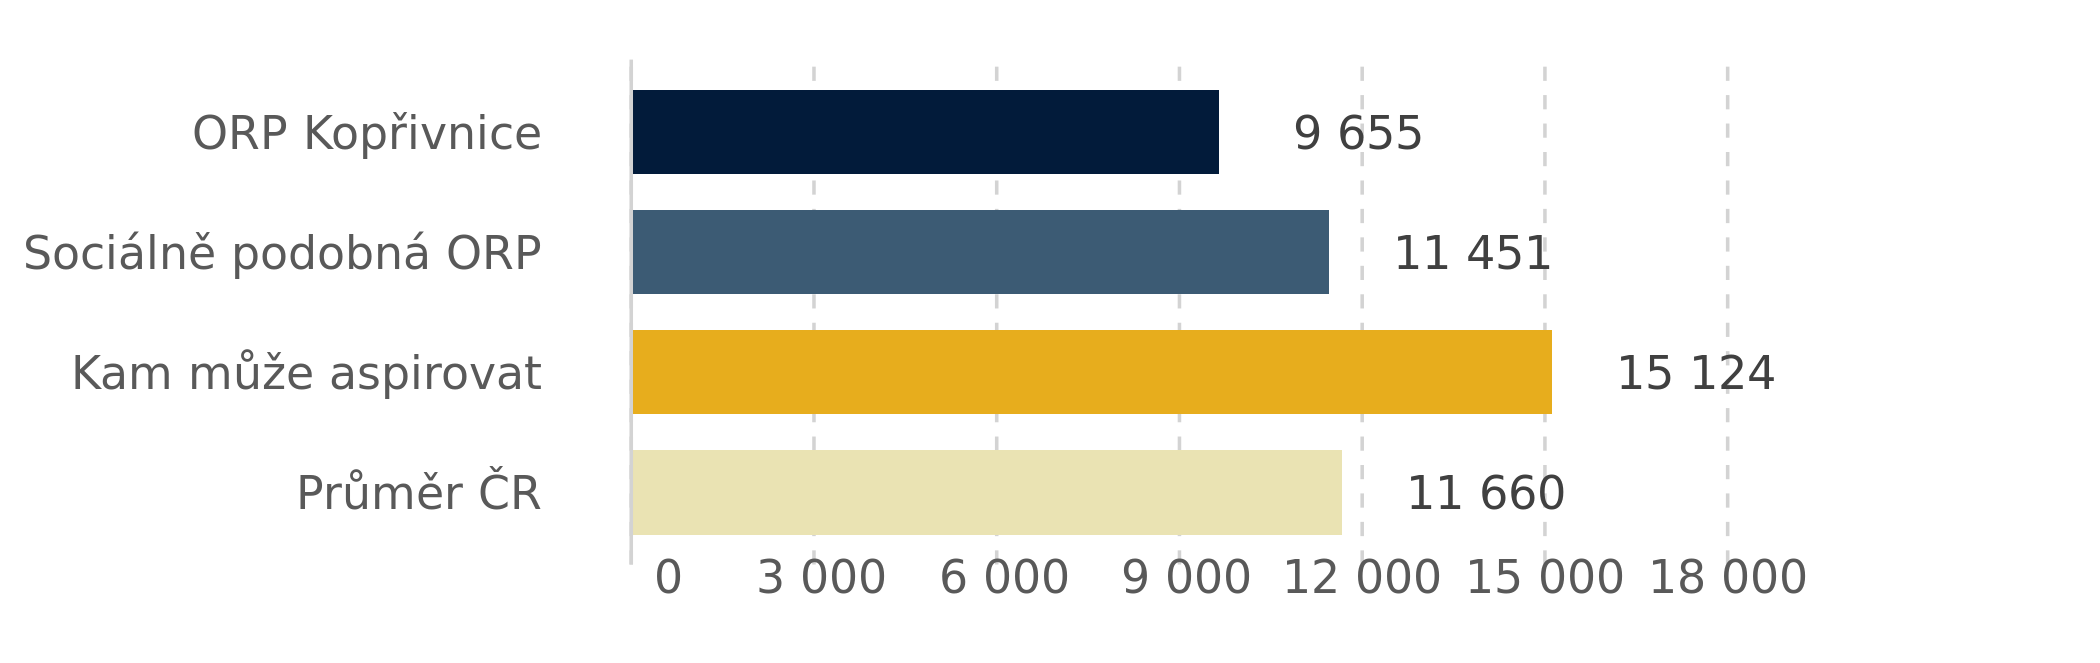 ORP Kopřivnice 9 655
Sociálně podobná ORP 11 451
Kam může aspirovat 15 124
Průměr ČR 11 660
0 3 000 6 000 9 000 12 000 15 000 18 000